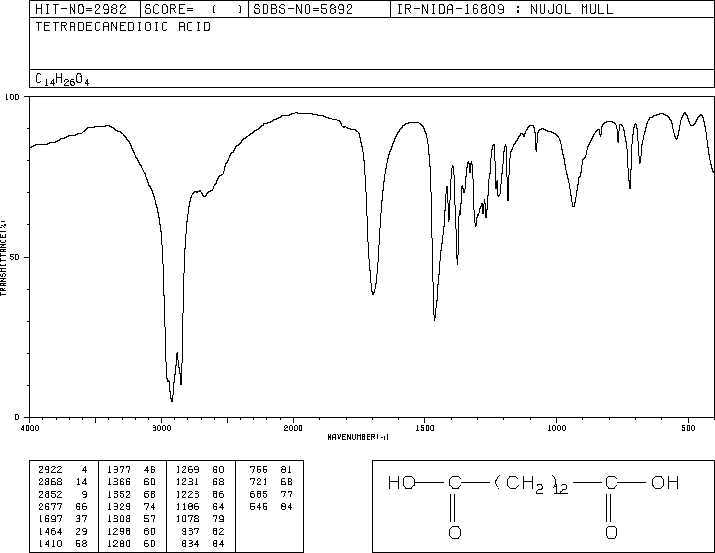 HIT-NO=2982 SCORE= ( ) SDBS-NO=5892 IR-NIDA-16809 : NUJOL MULL
TETRADECANEDIOIC ACID
C14H26O4
100
50
0
TRANSMITTANCE(%)
4000 3000 2000 1500 1000 500
WAVENUMBER(-1)
2922 4 1377 46 1269 60 766 81
2868 14 1366 60 1231 68 721 68
2852 9 1352 68 1223 66 685 77
2677 66 1329 74 1186 64 546 84
1697 37 1308 57 1078 79
1464 29 1298 60 937 62
1410 58 1280 60 834 84
HO C (CH2)12 C OH
O O